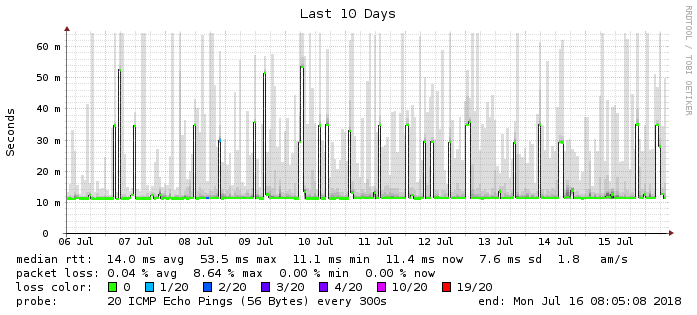 Last 10 Days
RRDTOOL / TOBI OETIKER
Seconds
60 m
50 m
40 m
30 m
20 m
10 m
0
06 Jul 07 Jul 08 Jul 09 Jul 10 Jul 11 Jul 12 Jul 13 Jul 14 Jul 15 Jul
median rtt: 14.0 ms avg 53.5 ms max 11.1 ms min 11.4 ms now 7.6 ms sd 1.8 am/s
packet loss: 0.04 % avg 8.64 % max 0.00 % min 0.00 % now
loss color: 0 1/20 2/20 3/20 4/20 10/20 19/20
probe: 20 ICMP Echo Pings (56 Bytes) every 300s end: Mon Jul 16 08:05:08 2018